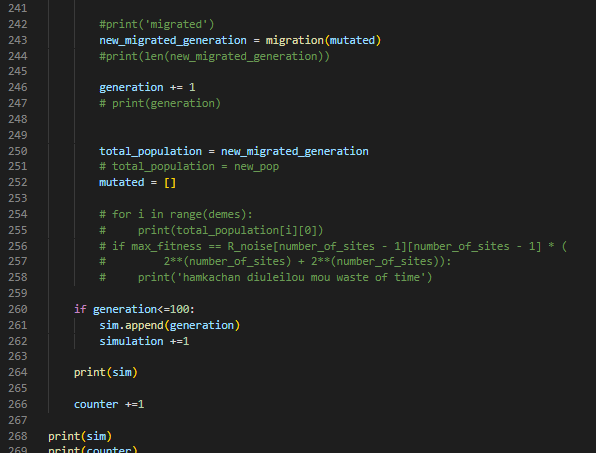 241
242 #print('migrated')
243 new_migrated_generation = migration(mutated)
244 #print(len(new_migrated_generation))
245
246 generation += 1
247 # print(generation)
248
249
250 total_population = new_migrated_generation
251 # total_population = new_pop
252 mutated = []
253
254 # for i in range(demes):
255 #     print(total_population[i][0])
256 # if max_fitness == R_noise[number_of_sites - 1][number_of_sites - 1] * (
257 #         2**(number_of_sites) + 2**(number_of_sites)):
258 #     print('hamkachan diuleilou mou waste of time')
259
260 if generation<=100:
261 sim.append(generation)
262 simulation +=1
263
264 print(sim)
265
266 counter +=1
267
268 print(sim)
269 print(counter)